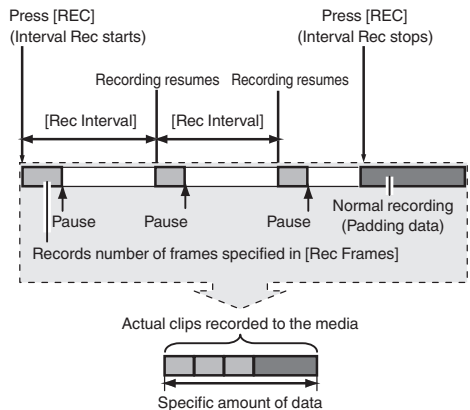 Press [REC]
(Interval Rec starts)
Press [REC]
(Interval Rec stops)
Recording resumes
Recording resumes
[Rec Interval]
[Rec Interval]
Pause
Pause
Pause
Normal recording
(Padding data)
Records number of frames specified in [Rec Frames]
Actual clips recorded to the media
Specific amount of data